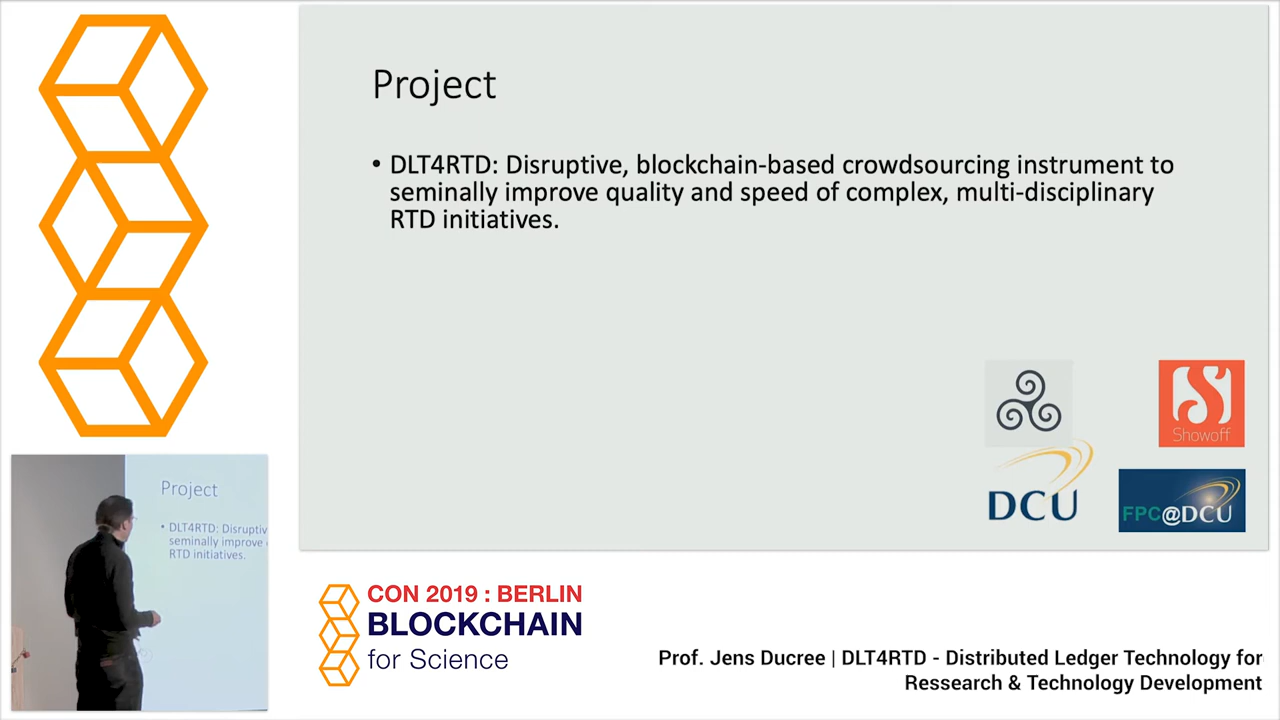 Project
• DLT4RTD: Disruptive, blockchain-based crowdsourcing instrument to
seminally improve quality and speed of complex, multi-disciplinary
RTD initiatives.
Showoff
DCU
FPC@DCU
Project
• DLT4RTD: Disruptiv
seminally improve
RTD initiatives.
CON 2019 : BERLIN
BLOCKCHAIN
for Science
Prof. Jens Ducree | DLT4RTD - Distributed Ledger Technology for
Ressearch & Technology Development